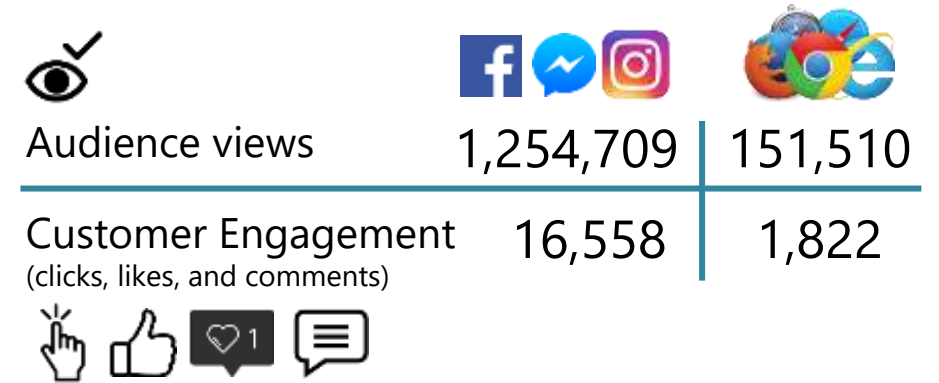 Audience views 1,254,709 151,510
Customer Engagement 16,558 1,822
(clicks, likes, and comments)
1